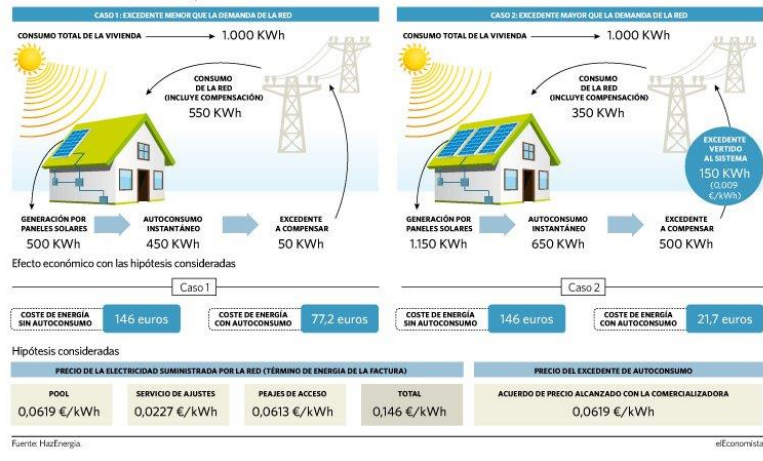 CASO 1: EXCEDENTE MENOR QUE LA DEMANDA DE LA RED
CONSUMO TOTAL DE LA VIVIENDA
1.000 KWh
CONSUMO
DE LA RED
(INCLUYE COMPENSACIÓN)
550 KWh
GENERACIÓN POR
PANELES SOLARES
500 KWh
AUTOCONSUMO
INSTANTÁNEO
450 KWh
EXCEDENTE
A COMPENSAR
50 KWh
CASO 2: EXCEDENTE MAYOR QUE LA DEMANDA DE LA RED
CONSUMO TOTAL DE LA VIVIENDA
1.000 KWh
CONSUMO
DE LA RED
(INCLUYE COMPENSACIÓN)
350 KWh
EXCEDENTE
VERTIDO
AL SISTEMA
150 KWh
(0,009
€/kWh)
GENERACIÓN POR
PANELES SOLARES
1.150 KWh
AUTOCONSUMO
INSTANTÁNEO
650 KWh
EXCEDENTE
A COMPENSAR
500 KWh
Efecto económico con las hipótesis consideradas
Caso 1
COSTE DE ENERGÍA
SIN AUTOCONSUMO
146 euros
COSTE DE ENERGÍA
CON AUTOCONSUMO
77,2 euros
Caso 2
COSTE DE ENERGÍA
SIN AUTOCONSUMO
146 euros
COSTE DE ENERGÍA
CON AUTOCONSUMO
21,7 euros
Hipótesis consideradas
PRECIO DE LA ELECTRICIDAD SUMINISTRADA POR LA RED (TÉRMINO DE ENERGIA DE LA FACTURA)
POOL
0,0619 €/kWh
SERVICIO DE AJUSTES
0,0227 €/kWh
PEAJES DE ACCESO
0,0613 €/kWh
TOTAL
0,146 €/kWh
PRECIO DEL EXCEDENTE DE AUTOCONSUMO
ACUERDO DE PRECIO ALCANZADO CON LA COMERCIALIZADORA
0,0619 €/kWh
Fuente: HazEnergía.
elEconomista